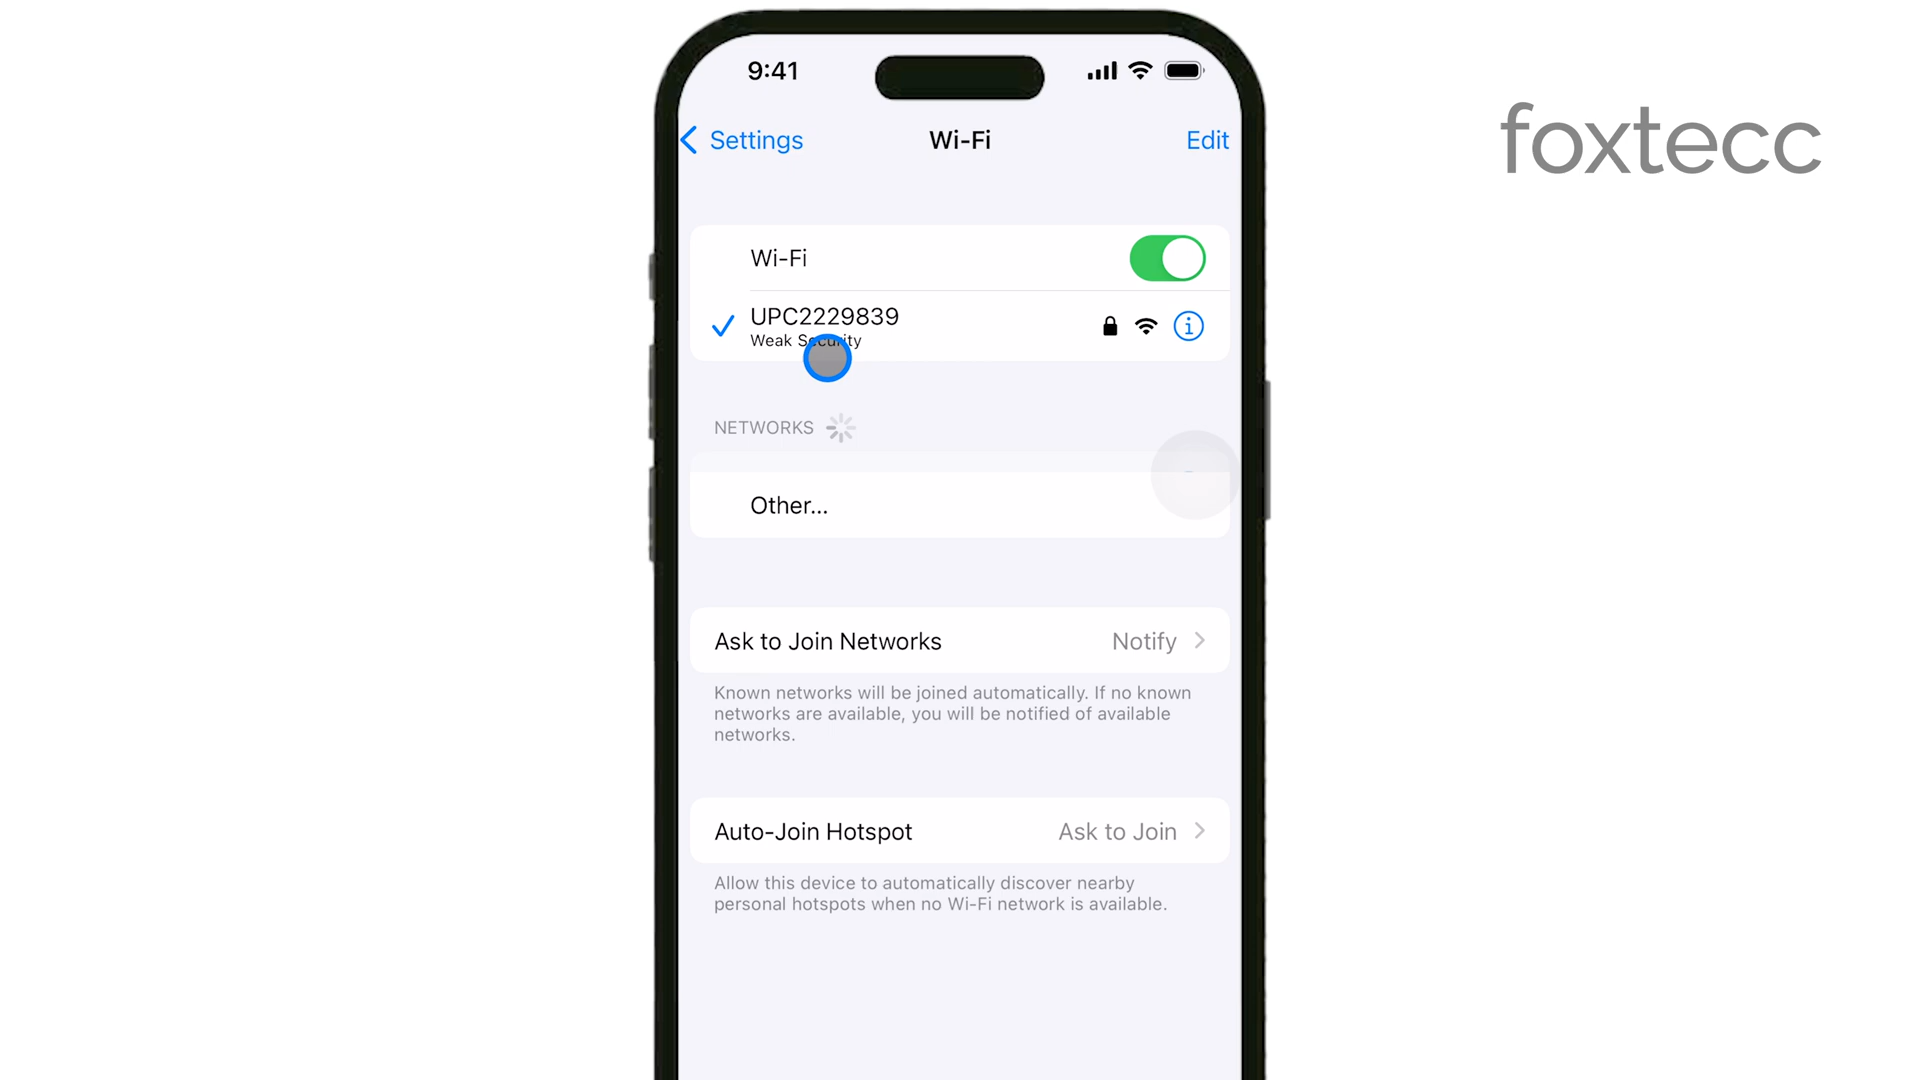 9:41
foxtecc
Settings
Wi-Fi
Edit
Wi-Fi
UPC2229839
Weak Security
NETWORKS
Other...
Ask to Join Networks
Notify
Known networks will be joined automatically. If no known
networks are available, you will be notified of available
networks.
Auto-Join Hotspot
Ask to Join
Allow this device to automatically discover nearby
personal hotspots when no Wi-Fi network is available.